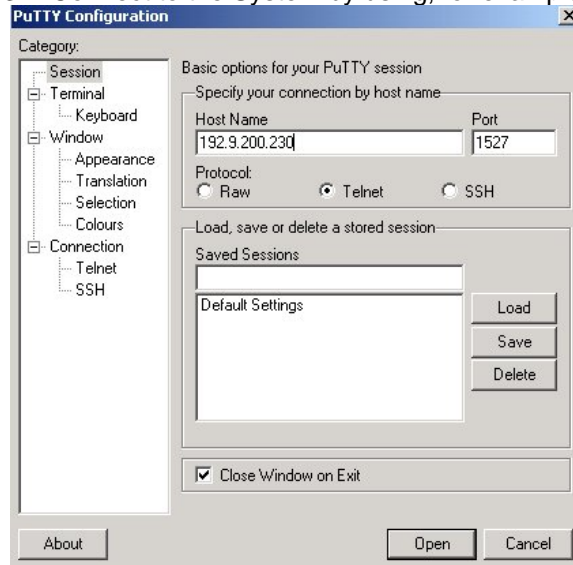 PuTTY Configuration
Category:
Session
Terminal
Keyboard
Window
Appearance
Translation
Selection
Colours
Connection
Telnet
SSH
Basic options for your PuTTY session
Specify your connection by host name
Host Name
Port
192.9.200.230
1527
Protocol:
Raw
Telnet
SSH
Load, save or delete a stored session
Saved Sessions
Default Settings
Load
Save
Delete
Close Window on Exit
About
Open
Cancel